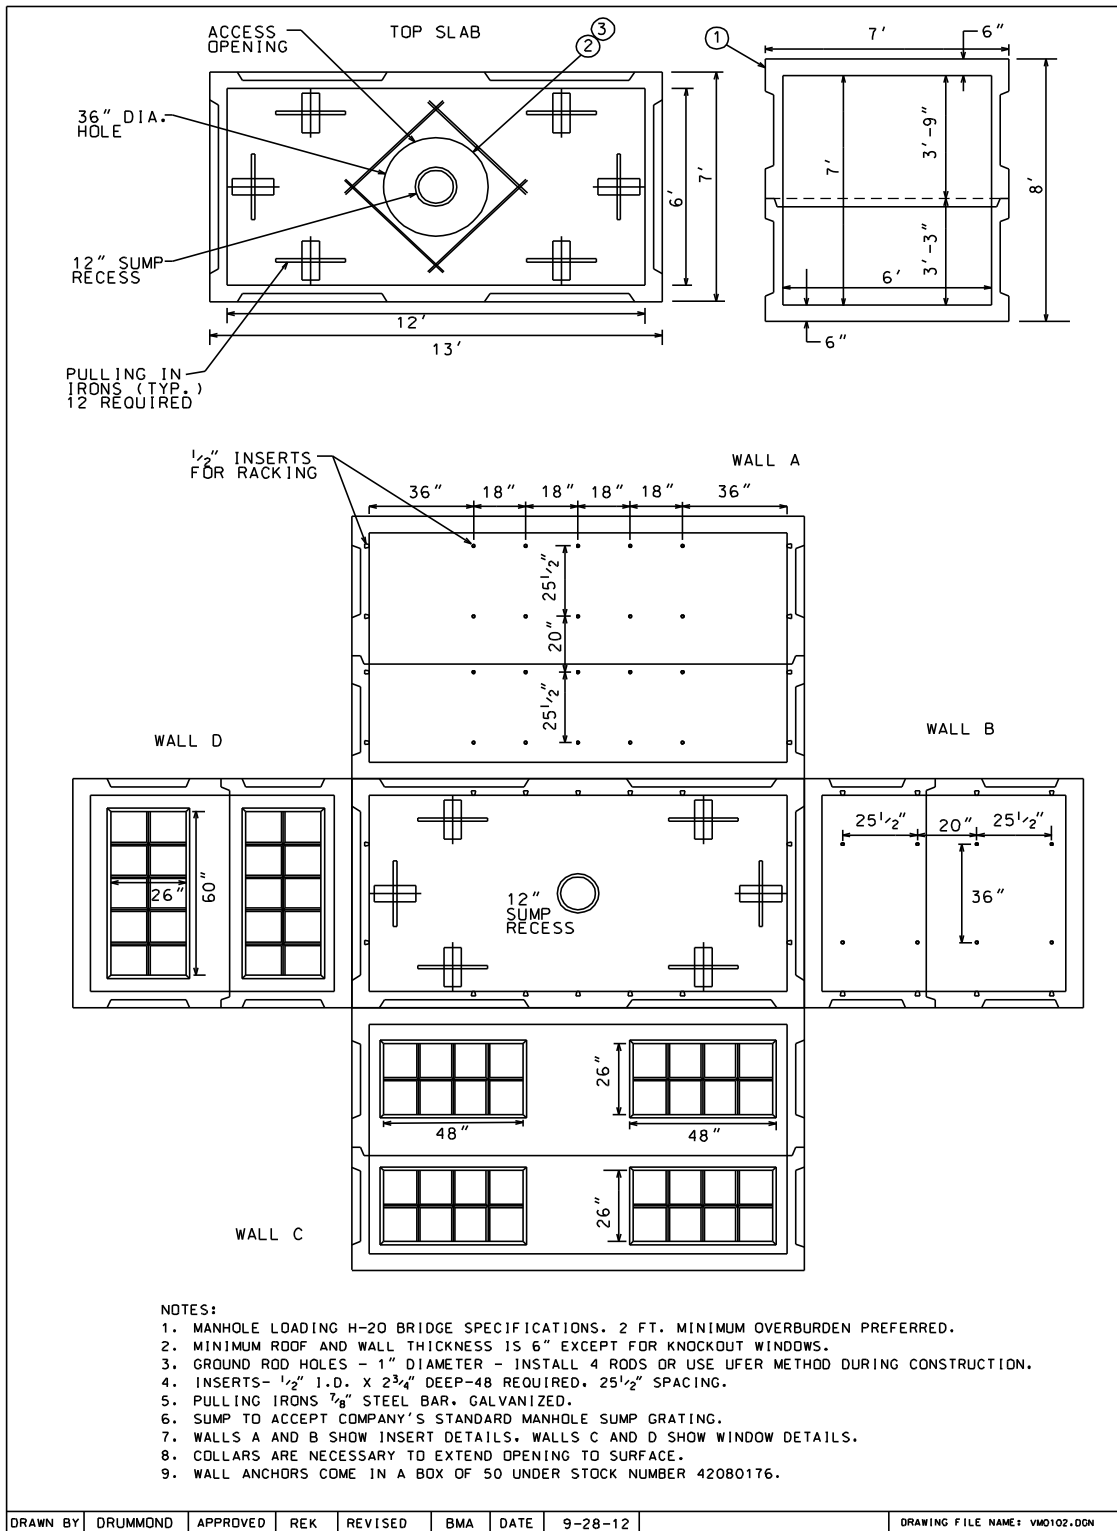 ACCESS
OPENING
TOP SLAB
3
2
1
7'
6"
36" DIA.
HOLE
12" SUMP
RECESS
PULLING IN
IRONS (TYP.)
12 REQUIRED
6'
7'
12'
13'
7'
3'-9"
8'
3'-3"
6'
6"
1/2" INSERTS
FOR RACKING
WALL A
36" 18" 18" 18" 18" 36"
25 1/2"
20"
25 1/2"
WALL D
WALL B
26"
60"
12"
SUMP
RECESS
25 1/2" 20" 25 1/2"
36"
26"
48"
48"
26"
WALL C
NOTES:
1. MANHOLE LOADING H-20 BRIDGE SPECIFICATIONS. 2 FT. MINIMUM OVERBURDEN PREFERRED.
2. MINIMUM ROOF AND WALL THICKNESS IS 6" EXCEPT FOR KNOCKOUT WINDOWS.
3. GROUND ROD HOLES - 1" DIAMETER - INSTALL 4 RODS OR USE UFER METHOD DURING CONSTRUCTION.
4. INSERTS- 1/2" I.D. X 2 3/4" DEEP-48 REQUIRED. 25 1/2" SPACING.
5. PULLING IRONS 7/8" STEEL BAR. GALVANIZED.
6. SUMP TO ACCEPT COMPANY'S STANDARD MANHOLE SUMP GRATING.
7. WALLS A AND B SHOW INSERT DETAILS. WALLS C AND D SHOW WINDOW DETAILS.
8. COLLARS ARE NECESSARY TO EXTEND OPENING TO SURFACE.
9. WALL ANCHORS COME IN A BOX OF 50 UNDER STOCK NUMBER 42080176.
DRAWN BY DRUMMOND APPROVED REK REVISED BMA DATE 9-28-12 DRAWING FILE NAME: VM0102.DGN